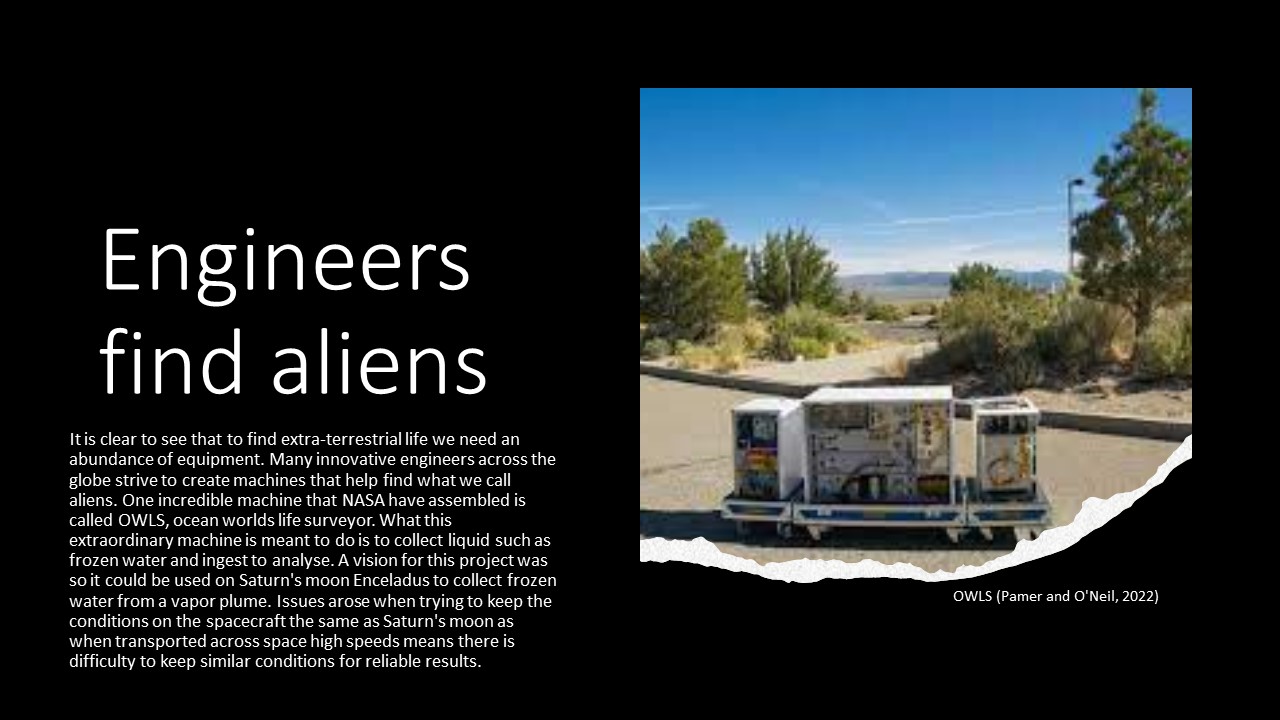 Engineers
find aliens
It is clear to see that to find extra-terrestrial life we need an
abundance of equipment. Many innovative engineers across the
globe strive to create machines that help find what we call
aliens. One incredible machine that NASA have assembled is
called OWLS, ocean worlds life surveyor. What this
extraordinary machine is meant to do is to collect liquid such as
frozen water and ingest to analyse. A vision for this project was
so it could be used on Saturn's moon Enceladus to collect frozen
water from a vapor plume. Issues arose when trying to keep the
conditions on the spacecraft the same as Saturn's moon as
when transported across space high speeds means there is
difficulty to keep similar conditions for reliable results.
OWLS (Pamer and O'Neil, 2022)